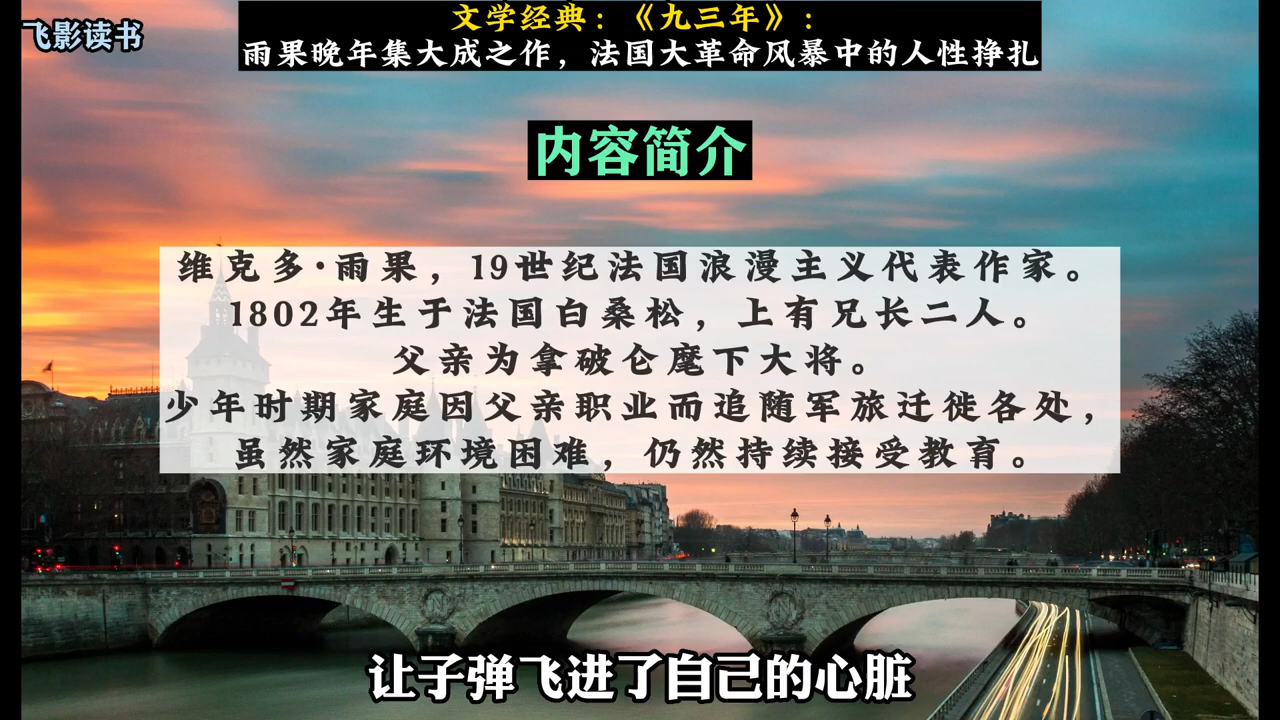 飞影读书
文学经典：《九三年》：
雨果晚年集大成之作，法国大革命风暴中的人性挣扎
内容简介
维克多·雨果，19世纪法国浪漫主义代表作家。
1802年生于法国白桑松，上有兄长二人。
父亲为拿破仑麾下大将。
少年时期家庭因父亲职业而追随军旅迁徙各处，
虽然家庭环境困难，仍然持续接受教育。
让子弹飞进了自己的心脏